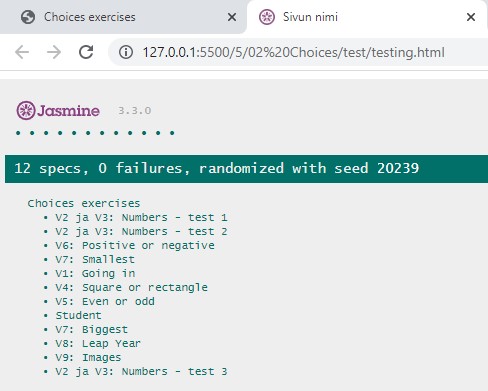 Choices exercises
Sivun nimi
127.0.0.1:5500/5/02%20Choices/test/testing.html
Jasmine 3.3.0
12 specs, 0 failures, randomized with seed 20239
Choices exercises
• V2 ja V3: Numbers - test 1
• V2 ja V3: Numbers - test 2
• V6: Positive or negative
• V7: Smallest
• V1: Going in
• V4: Square or rectangle
• V5: Even or odd
• Student
• V7: Biggest
• V8: Leap Year
• V9: Images
• V2 ja V3: Numbers - test 3